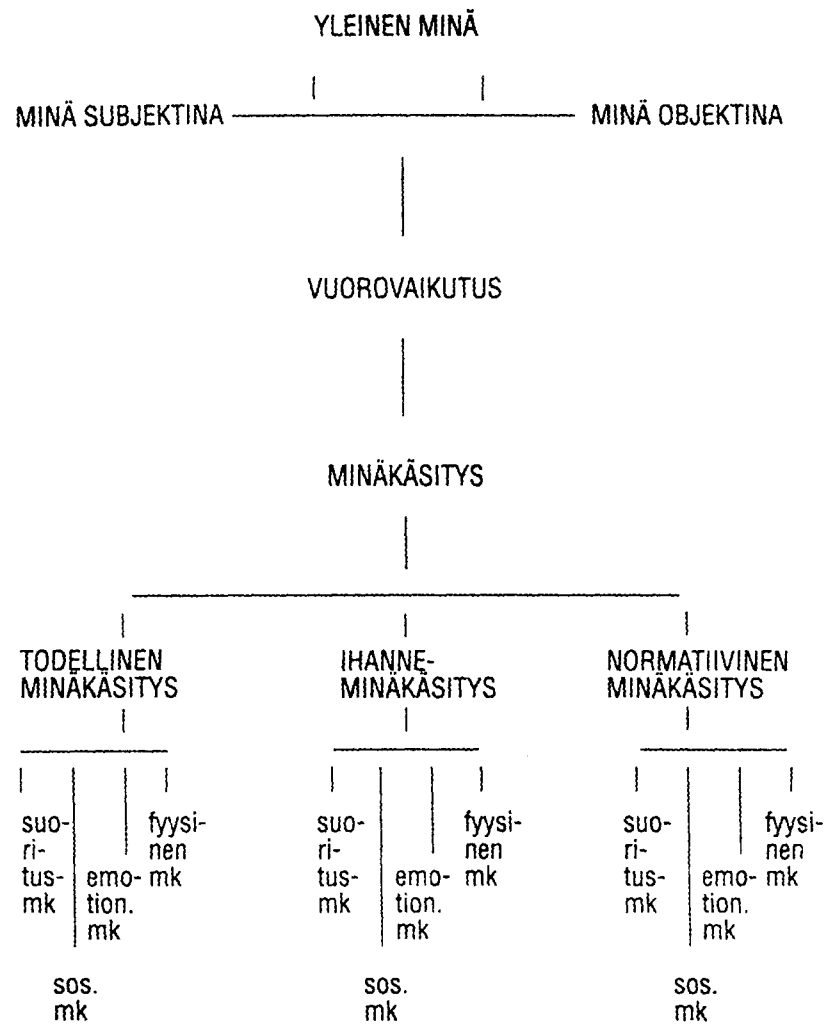 YLEINEN MINÄ
MINÄ SUBJEKTINA
MINÄ OBJEKTINA
VUOROVAIKUTUS
MINÄKÄSITYS
TODELLINEN
MINÄKÄSITYS
IHANNE-
MINÄKÄSITYS
NORMATIIVINEN
MINÄKÄSITYS
suo-
ri-
tus-
mk
sos.
mk
emo-
tion.
mk
fyysi-
nen
mk
suo-
ri-
tus-
mk
sos.
mk
emo-
tion.
mk
fyysi-
nen
mk
suo-
ri-
tus-
mk
sos.
mk
emo-
tion.
mk
fyysi-
nen
mk